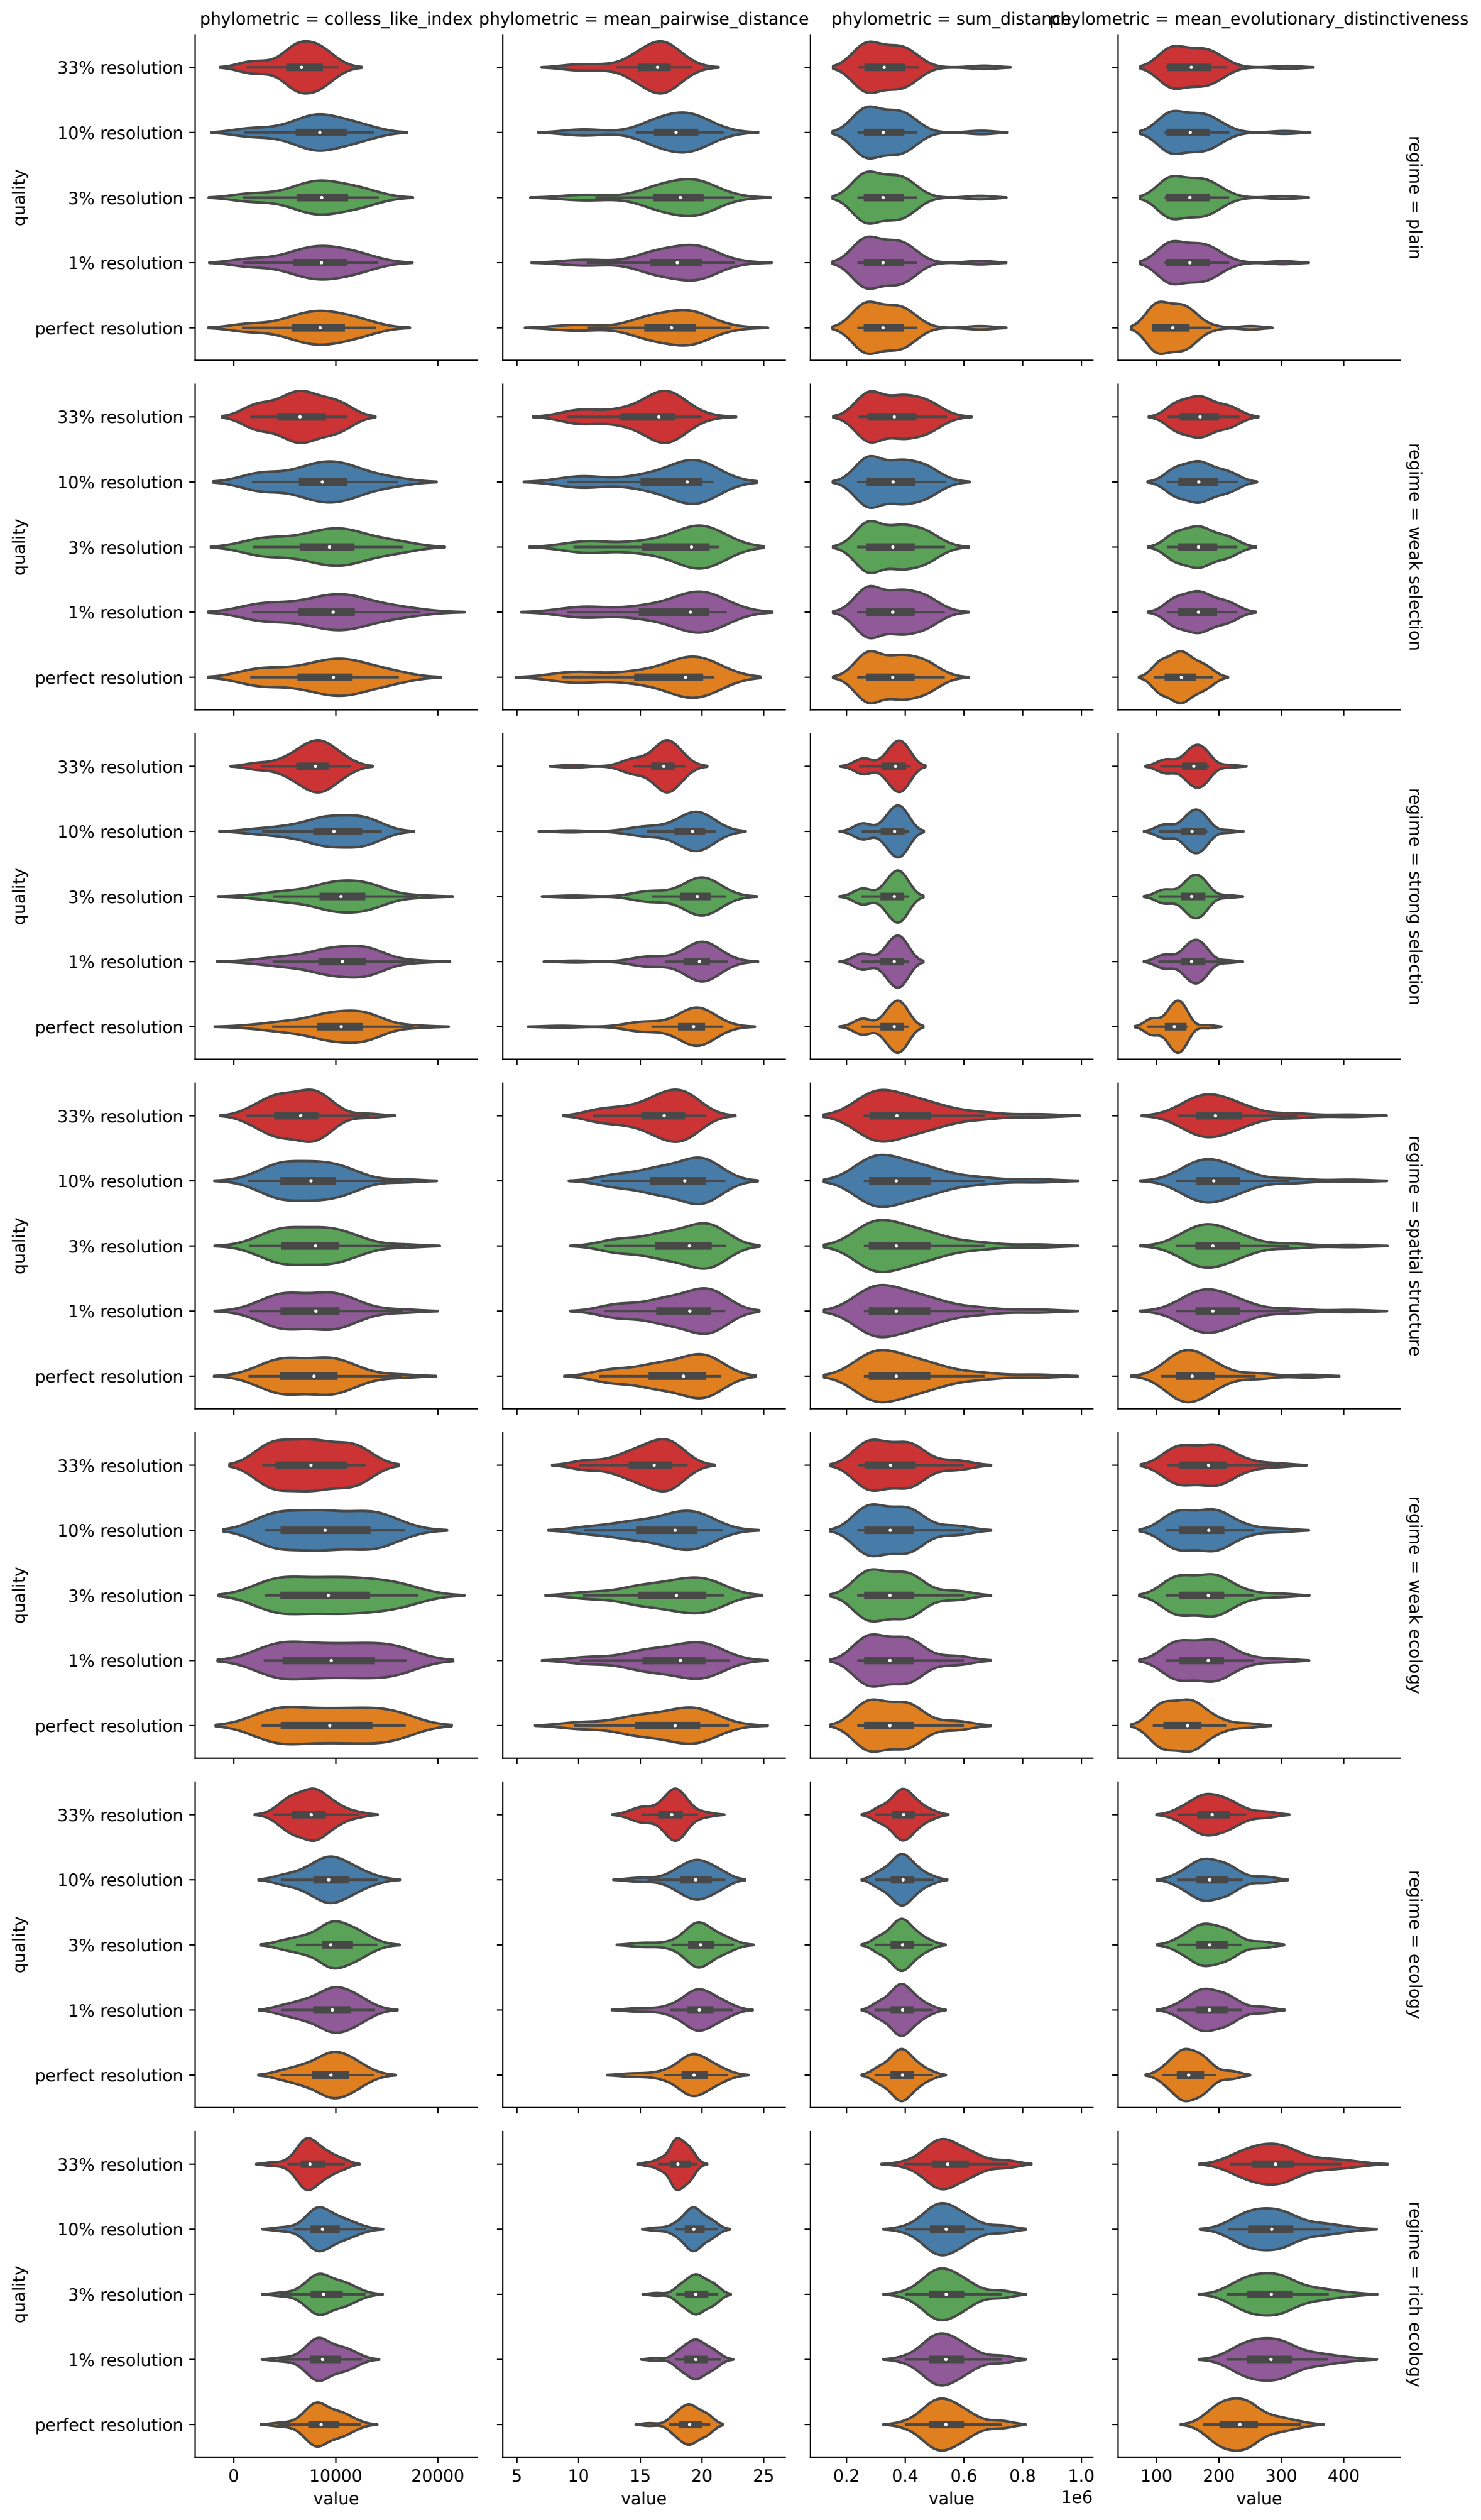 phylometric = colless_like_index phylometric = mean_pairwise_distance phylometric = sum_distance phylometric = mean_evolutionary_distinctiveness
33% resolution
10% resolution
3% resolution
1% resolution
perfect resolution
quality
regime = plain
33% resolution
10% resolution
3% resolution
1% resolution
perfect resolution
quality
regime = weak selection
33% resolution
10% resolution
3% resolution
1% resolution
perfect resolution
quality
regime = strong selection
33% resolution
10% resolution
3% resolution
1% resolution
perfect resolution
quality
regime = spatial structure
33% resolution
10% resolution
3% resolution
1% resolution
perfect resolution
quality
regime = weak ecology
33% resolution
10% resolution
3% resolution
1% resolution
perfect resolution
quality
regime = ecology
33% resolution
10% resolution
3% resolution
1% resolution
perfect resolution
quality
regime = rich ecology
0 10000 20000 5 10 15 20 25 0.2 0.4 0.6 0.8 1.0 100 200 300 400
1e6
value value value value